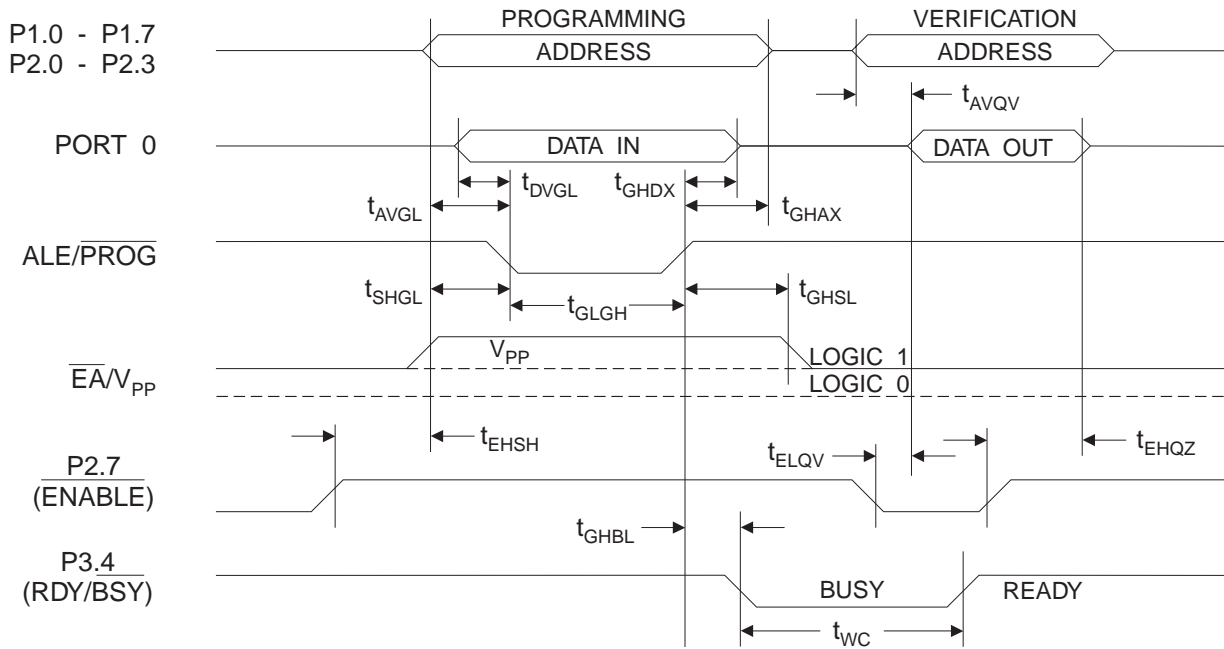 PROGRAMMING
VERIFICATION
P1.0 - P1.7
P2.0 - P2.3
ADDRESS
ADDRESS
tAVQV
PORT 0
DATA IN
DATA OUT
tDVGL
tGHDX
tAVGL
tGHAX
ALE/PROG
tSHGL
tGLGH
tGHSL
VPP
LOGIC 1
EA/VPP
LOGIC 0
tEHSH
tELQV
tEHQZ
P2.7
(ENABLE)
tGHBL
P3.4
(RDY/BSY)
BUSY
READY
tWC